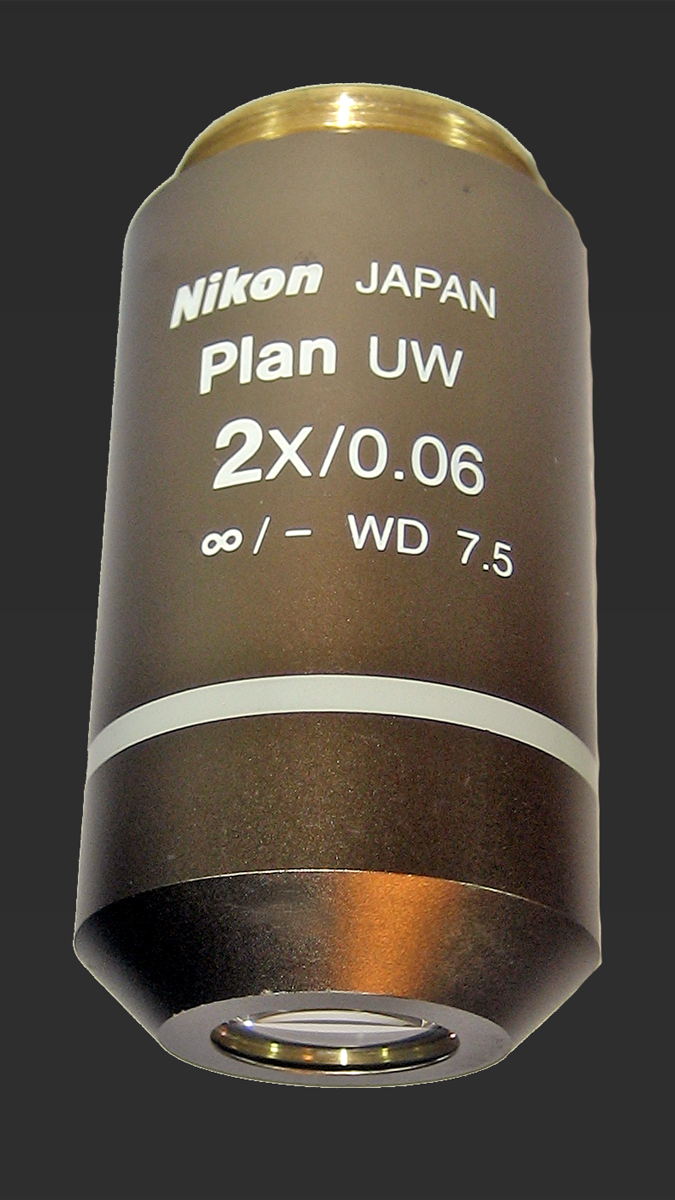 Nikon JAPAN
Plan UW
2x/0.06
∞/- WD 7.5